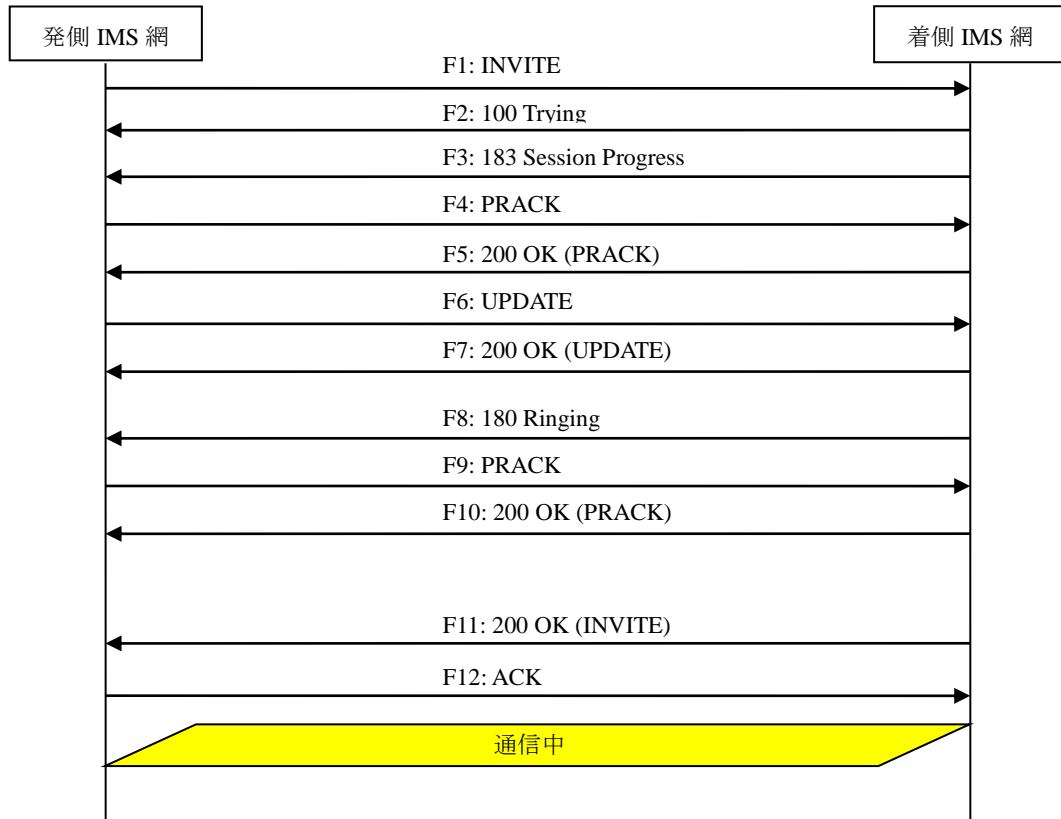 発側 IMS 網
着側 IMS 網
F1: INVITE
F2: 100 Trying
F3: 183 Session Progress
F4: PRACK
F5: 200 OK (PRACK)
F6: UPDATE
F7: 200 OK (UPDATE)
F8: 180 Ringing
F9: PRACK
F10: 200 OK (PRACK)
F11: 200 OK (INVITE)
F12: ACK
通信中